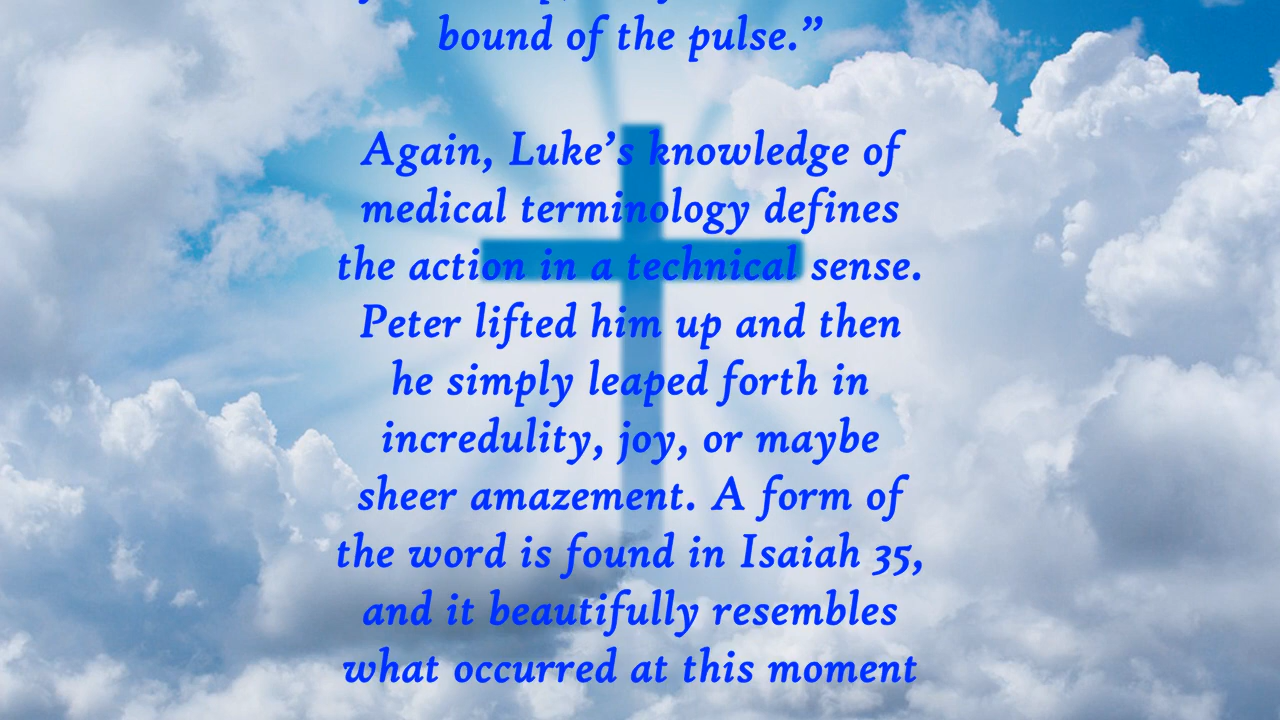 bound of the pulse.”
Again, Luke’s knowledge of
medical terminology defines
the action in a technical sense.
Peter lifted him up and then
he simply leaped forth in
incredulity, joy, or maybe
sheer amazement. A form of
the word is found in Isaiah 35,
and it beautifully resembles
what occurred at this moment